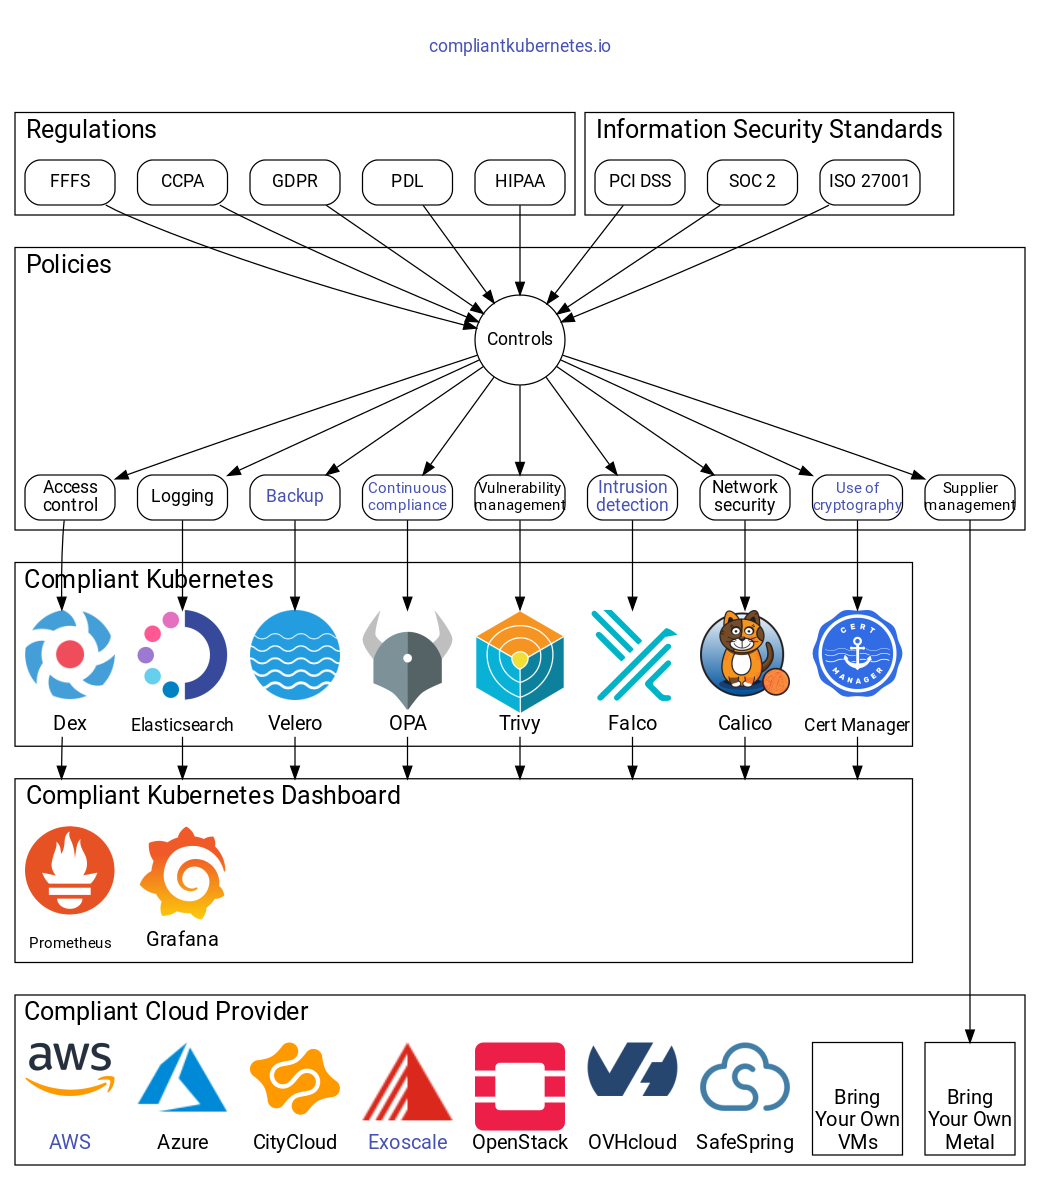 compliantkubernetes.io
Regulations
Information Security Standards
FFFS
CCPA
GDPR
PDL
HIPAA
PCI DSS
SOC 2
ISO 27001
Policies
Controls
Access
control
Logging
Backup
Continuous
compliance
Vulnerability
management
Intrusion
detection
Network
security
Use of
cryptography
Supplier
management
Compliant Kubernetes
CERT
MANAGER
Dex
Elasticsearch
Velero
OPA
Trivy
Falco
Calico
Cert Manager
Compliant Kubernetes Dashboard
Prometheus
Grafana
Compliant Cloud Provider
aws
AWS
Azure
CityCloud
Exoscale
OpenStack
OVHcloud
SafeSpring
Bring
Your Own
VMs
Bring
Your Own
Metal